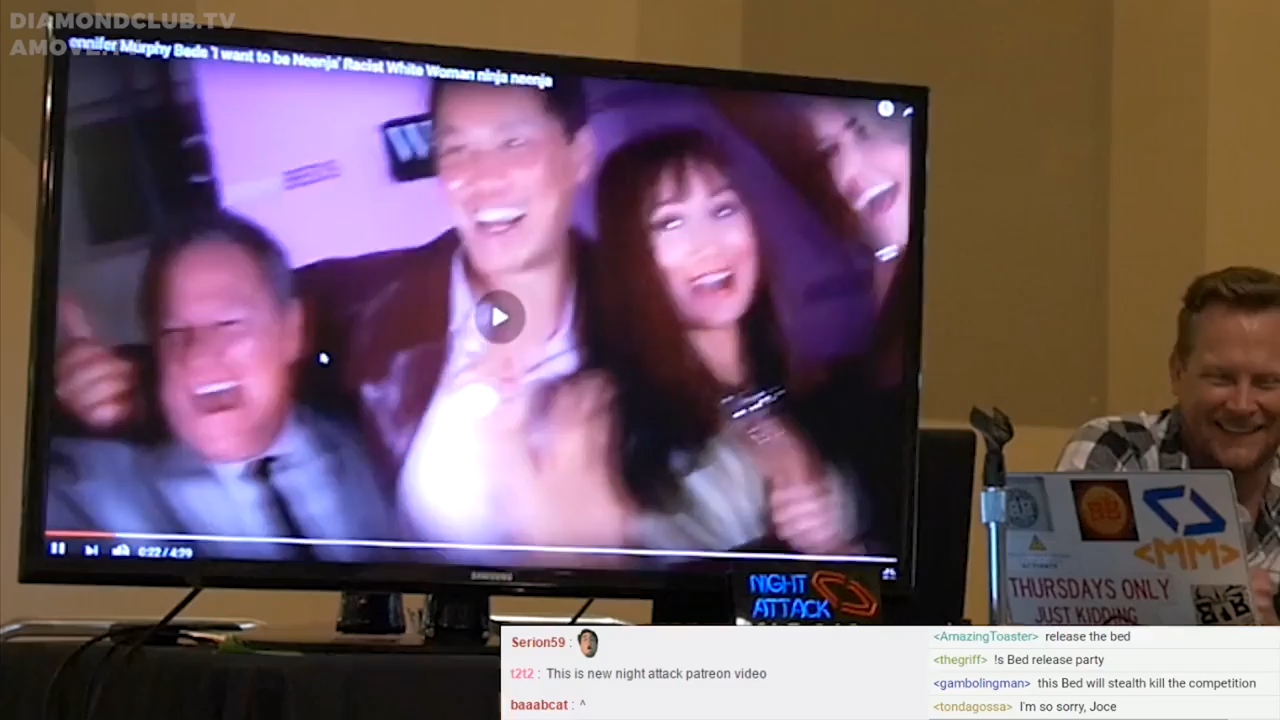 DIAMONDCLUB.TV
ennifer Murphy Beds 'I want to be Neenja' Racist White Woman ninja neenja
0:22 / 4:29
SAMSUNG
NIGHT
ATTACK
<MM>
THURSDAYS ONLY
JUST KIDDING
Serion59 :
t2t2 : This is new night attack patreon video
baaabcat : ^
<AmazingToaster> release the bed
<thegriff> !s Bed release party
<gambolingman> this Bed will stealth kill the competition
<tondagossa> I'm so sorry, Joce